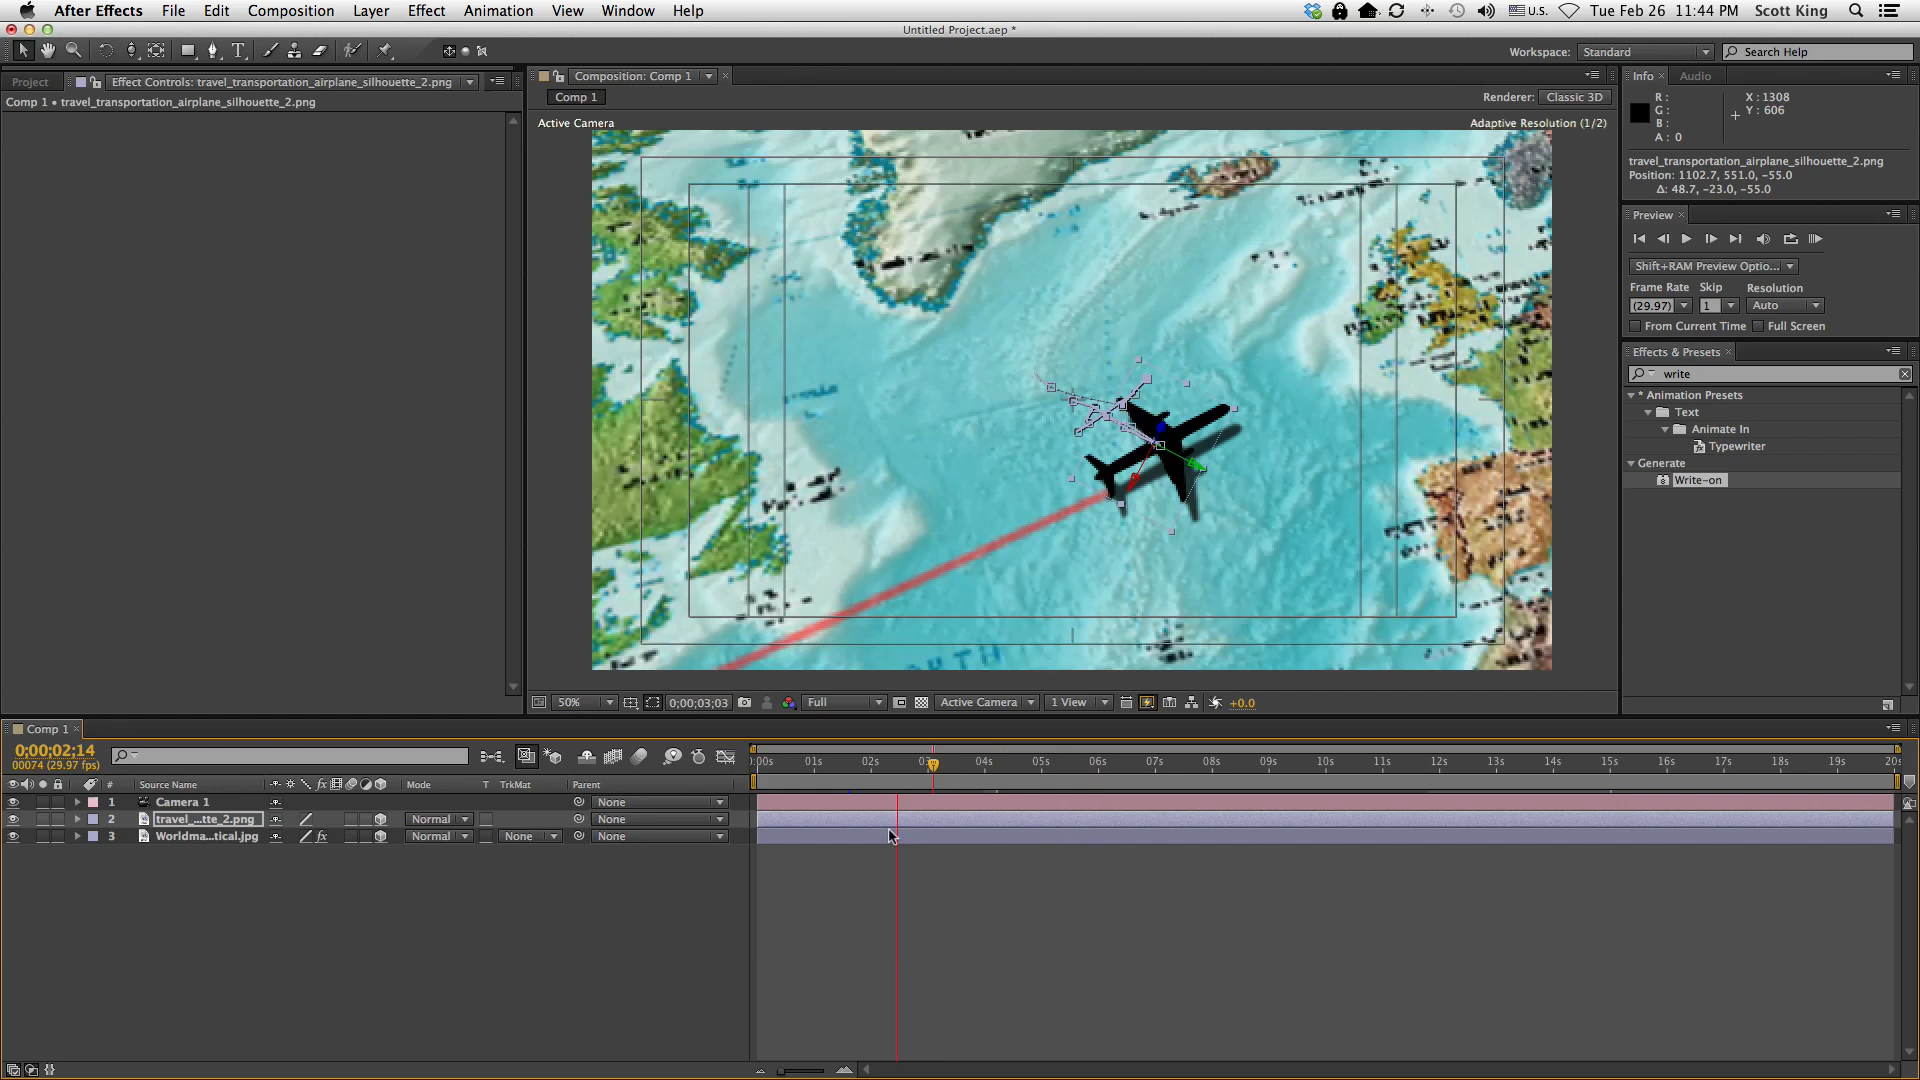 After Effects File Edit Composition Layer Effect Animation View Window Help
U.S. Tue Feb 26 11:44 PM Scott King
Untitled Project.aep *
Workspace: Standard Search Help
Project Effect Controls: travel_transportation_airplane_silhouette_2.png
Comp 1 • travel_transportation_airplane_silhouette_2.png
Composition: Comp 1
Comp 1
Renderer: Classic 3D
Active Camera
Adaptive Resolution (1/2)
Info Audio
R :
G :
B :
A : 0
X : 1308
Y : 606
travel_transportation_airplane_silhouette_2.png
Position: 1102.7, 551.0, -55.0
Δ: 48.7, -23.0, -55.0
Preview
Shift+RAM Preview Optio...
Frame Rate Skip Resolution
(29.97) 1 Auto
From Current Time Full Screen
Effects & Presets
write
* Animation Presets
Text
Animate In
Typewriter
Generate
Write-on
50% 0;00;03;03 Full Active Camera 1 View +0.0
Comp 1
0;00;02;14
00074 (29.97 fps)
:00s 01s 02s 04s 05s 06s 07s 08s 09s 10s 11s 12s 13s 14s 15s 16s 17s 18s 19s 20s
# Source Name fx Mode T TrkMat Parent
1 Camera 1 None
2 travel_...tte_2.png Normal None
3 Worldma...tical.jpg fx Normal None None